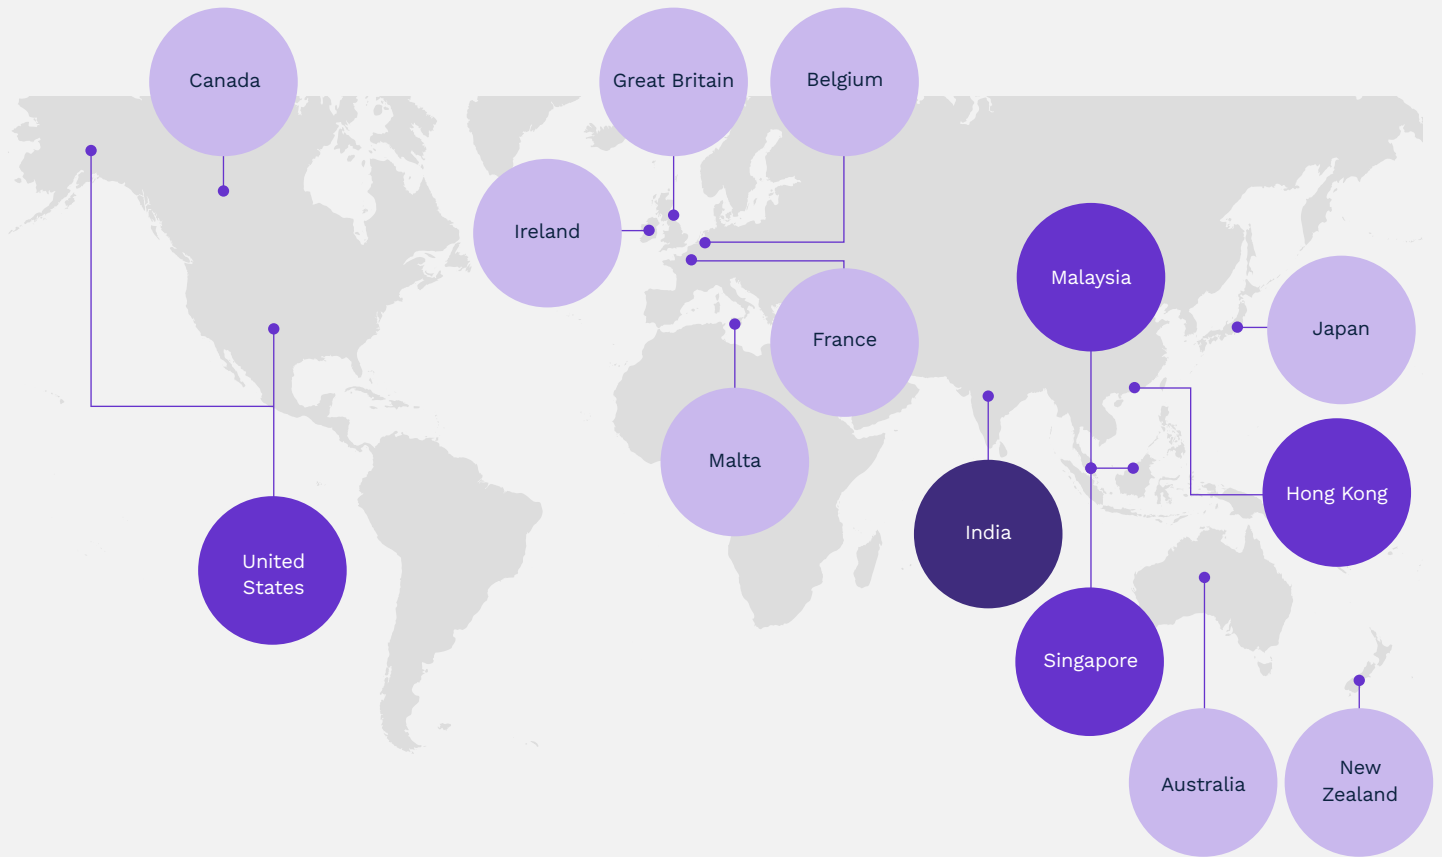 Canada
Great Britain
Belgium
Ireland
Malaysia
France
Japan
Malta
Hong Kong
India
United
States
Singapore
Australia
New
Zealand